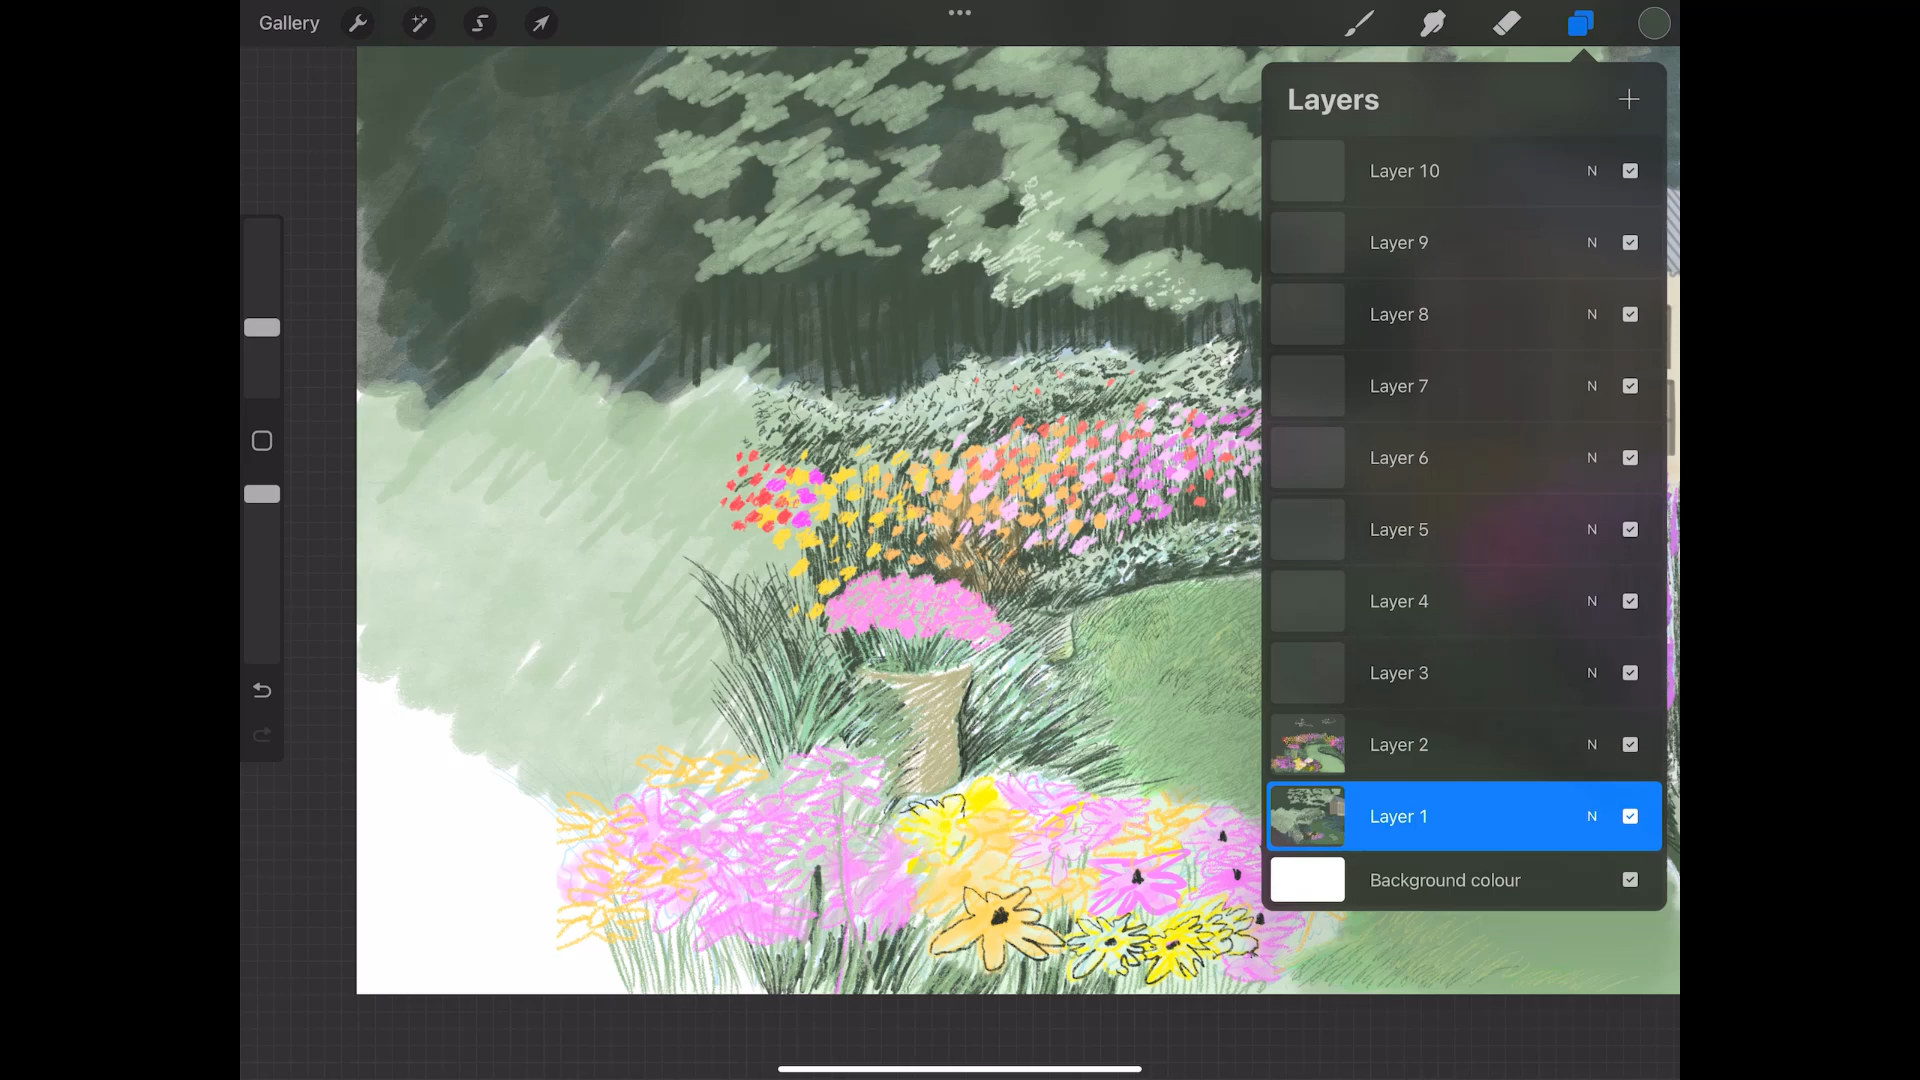 Gallery
Layers
Layer 10 N
Layer 9 N
Layer 8 N
Layer 7 N
Layer 6 N
Layer 5 N
Layer 4 N
Layer 3 N
Layer 2 N
Layer 1 N
Background colour